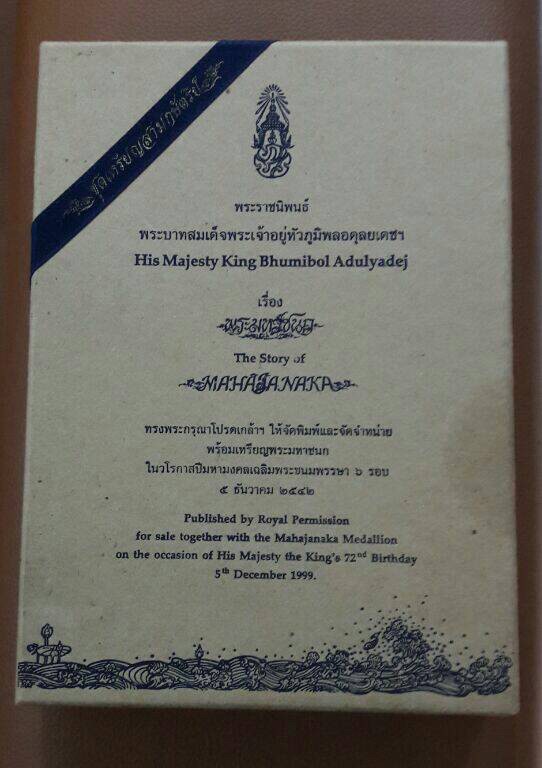 ชุดเหรียญสามกษัตริย์
พระราชนิพนธ์
พระบาทสมเด็จพระเจ้าอยู่หัวภูมิพลอดุลยเดชฯ
His Majesty King Bhumibol Adulyadej
เรื่อง
พระมหาชนก
The Story of
MAHAJANAKA
ทรงพระกรุณาโปรดเกล้าฯ ให้จัดพิมพ์และจัดจำหน่าย
พร้อมเหรียญพระมหาชนก
ในวโรกาสปีมหามงคลเฉลิมพระชนมพรรษา ๖ รอบ
๕ ธันวาคม ๒๕๔๒
Published by Royal Permission
for sale together with the Mahajanaka Medallion
on the occasion of His Majesty the King's 72nd Birthday
5th December 1999.